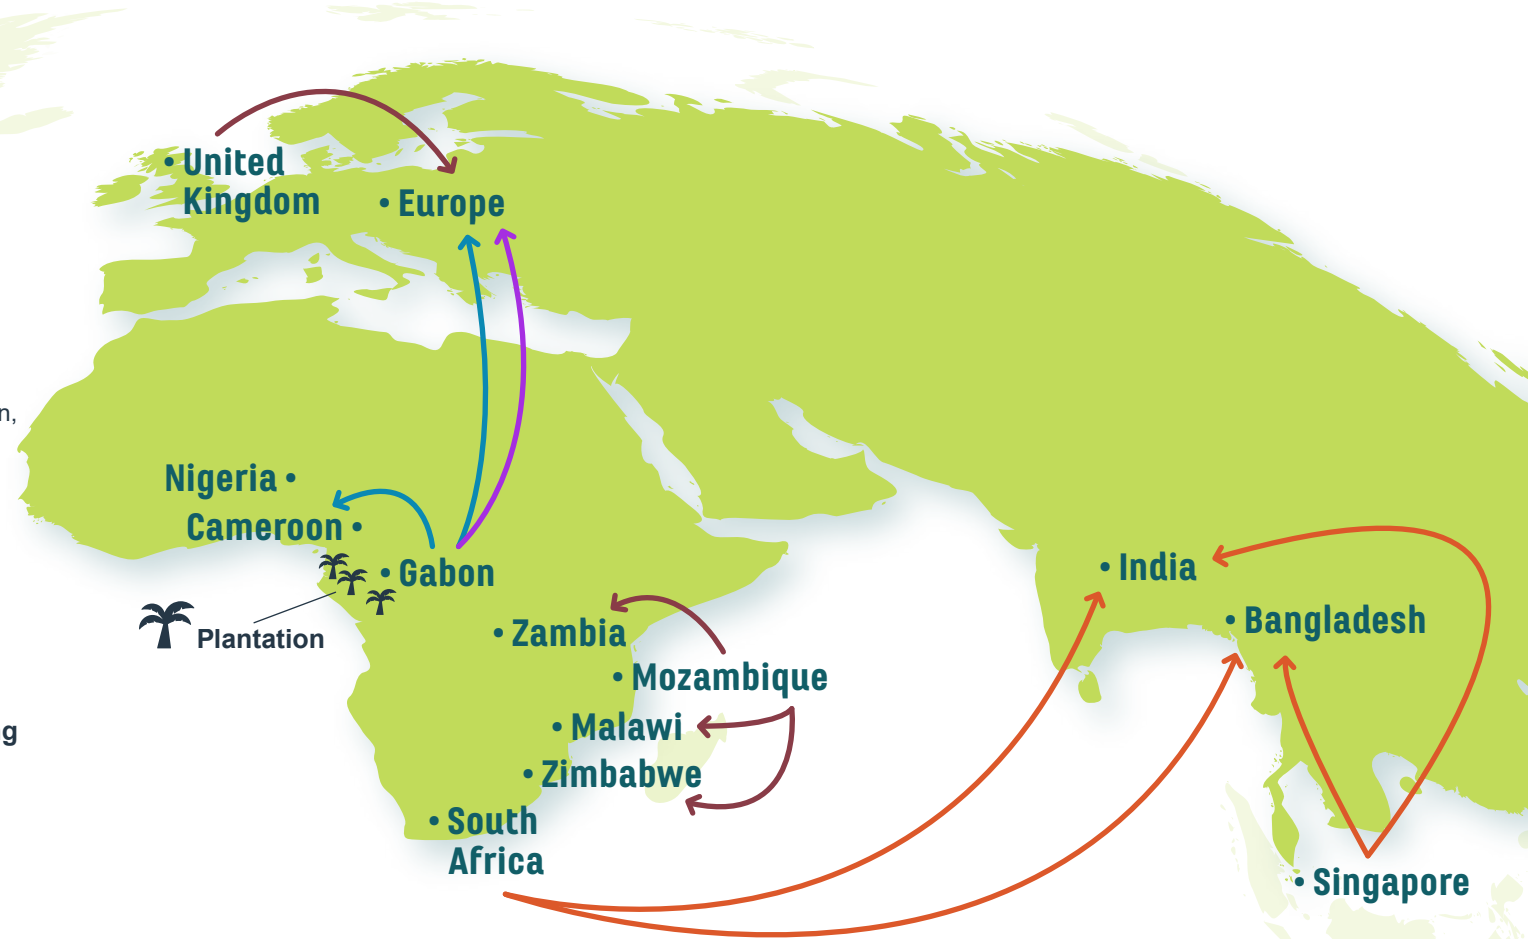 United
Kingdom
Europe
n,
Nigeria
Cameroon
Gabon
Plantation
Zambia
Mozambique
Malawi
Zimbabwe
South
Africa
g
India
Bangladesh
Singapore